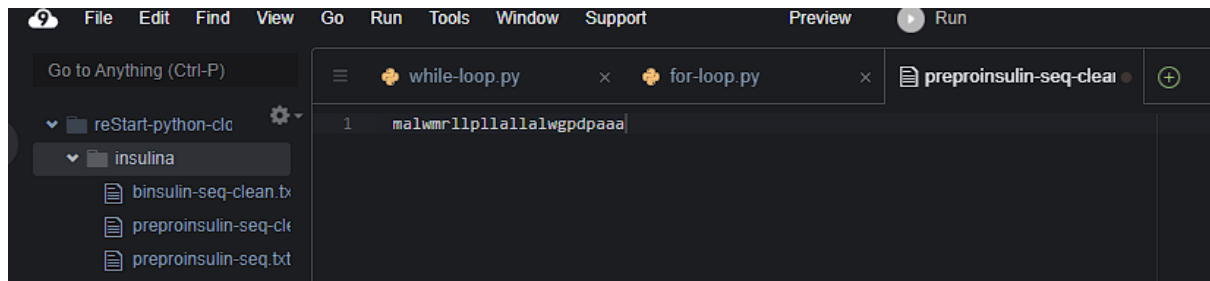 9 File Edit Find View Go Run Tools Window Support Preview Run
Go to Anything (Ctrl-P)
while-loop.py × for-loop.py × preproinsulin-seq-clear
reStart-python-clo
1 malwmrllpllallalwgpdpaaa
insulina
binsulin-seq-clean.tx
preproinsulin-seq-cle
preproinsulin-seq.txt